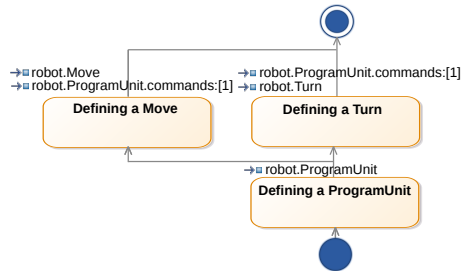 robot.Move
robot.ProgramUnit.commands:[1]
Defining a Move
robot.ProgramUnit.commands:[1]
robot.Turn
Defining a Turn
robot.ProgramUnit
Defining a ProgramUnit